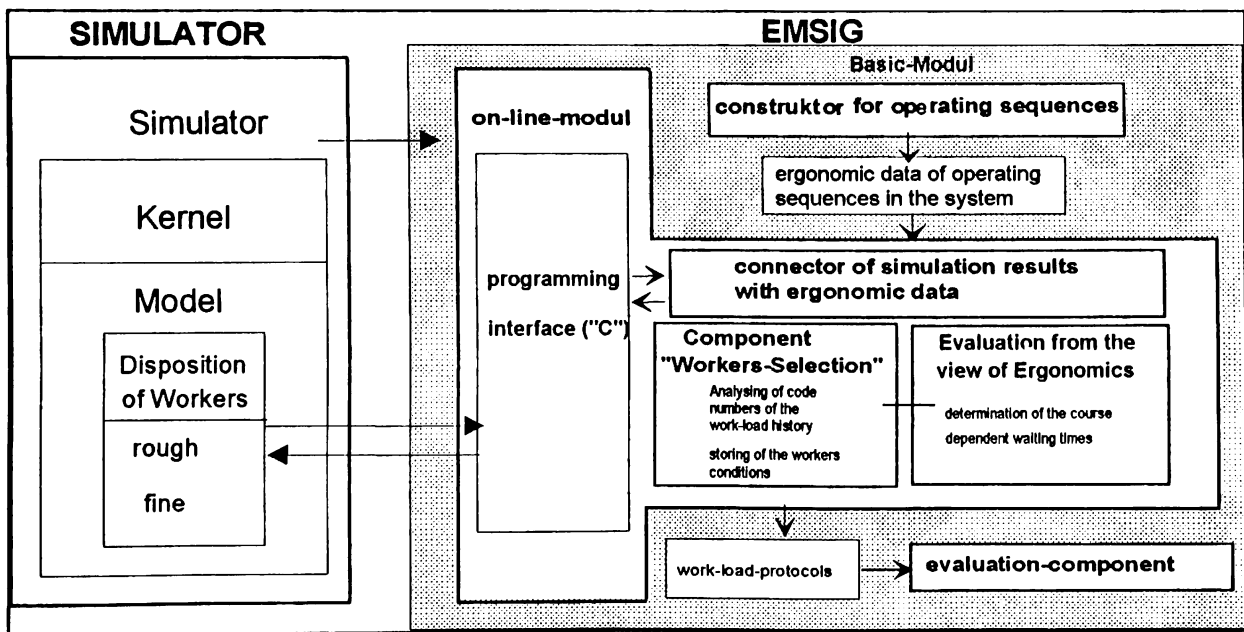 SIMULATOR
Simulator
Kernel
Model
Disposition
of Workers
rough
fine
EMSIG
Basic-Modul
on-line-modul
programming
interface ("C")
construktor for operating sequences
ergonomic data of operating
sequences in the system
connector of simulation results
with ergonomic data
Component
"Workers-Selection"
Analysing of code
numbers of the
work-load history
storing of the workers
conditions
Evaluation from the
view of Ergonomics
determination of the course
dependent waiting times
work-load-protocols
evaluation-component